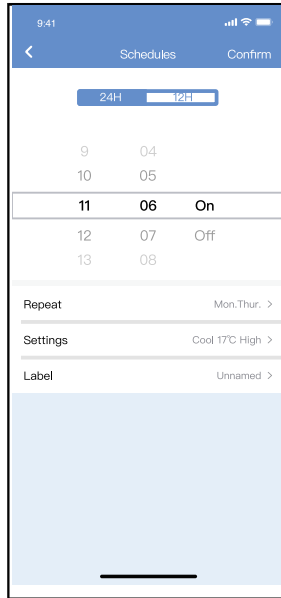 9:41
Schedules Confirm
24H 12H
9 04
10 05
11 06 On
12 07 Off
13 08
Repeat Mon.Thur. >
Settings Cool 17℃ High >
Label Unnamed >